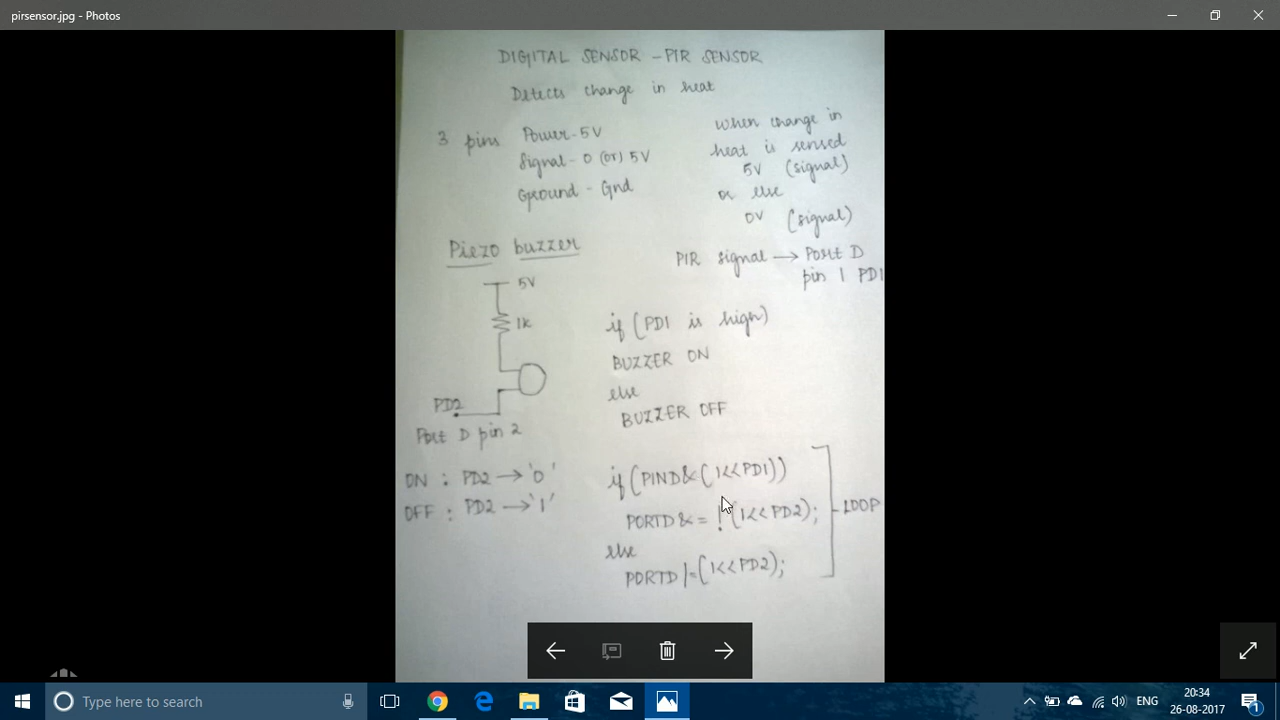 pirsensor.jpg - Photos
DIGITAL SENSOR - PIR SENSOR
Detects change in heat
3 pins Power - 5V
Signal - 0 (or) 5V
Ground - Gnd
when change in
heat is sensed
5V (signal)
or else
0V (signal)
PIR signal → Port D
pin 1 PD1
Piezo buzzer
5V
1K
PD2
Port D pin 2
ON : PD2 → '0'
OFF : PD2 → '1'
if (PD1 is high)
BUZZER ON
else
BUZZER OFF
if (PIND&(1<<PD1))
PORTD&= !(1<<PD2);
else
PORTD |=(1<<PD2);
LOOP
Type here to search
ENG
20:34
26-08-2017
1